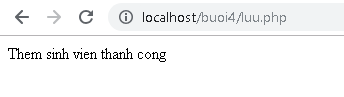 localhost/buoi4/luu.php
Them sinh vien thanh cong